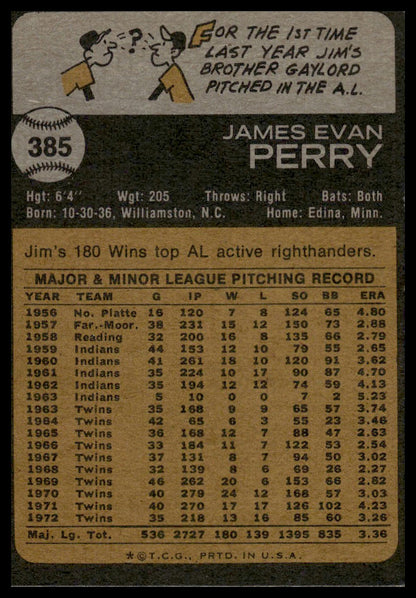 ?
FOR THE 1ST TIME
LAST YEAR JIM'S
BROTHER GAYLORD
PITCHED IN THE A.L.
385
JAMES EVAN
PERRY
Hgt: 6'4" Wgt: 205 Throws: Right Bats: Both
Born: 10-30-36, Williamston, N.C. Home: Edina, Minn.
Jim's 180 Wins top AL active righthanders.
MAJOR & MINOR LEAGUE PITCHING RECORD
YEAR TEAM G IP W L SO BB ERA
1956 No. Platte 16 120 7 8 124 65 4.80
1957 Far.-Moor. 38 231 15 12 150 73 2.88
1958 Reading 32 200 16 8 135 66 2.79
1959 Indians 44 153 12 10 79 55 2.65
1960 Indians 41 261 18 10 120 91 3.62
1961 Indians 35 224 10 17 90 87 4.70
1962 Indians 35 194 12 12 74 59 4.13
1963 Indians 5 10 0 0 7 2 5.23
1963 Twins 35 168 9 9 65 57 3.74
1964 Twins 42 65 6 3 55 23 3.46
1965 Twins 36 168 12 7 88 47 2.63
1966 Twins 33 184 11 7 122 53 2.54
1967 Twins 37 131 8 7 94 50 3.02
1968 Twins 32 139 8 6 69 26 2.27
1969 Twins 46 262 20 6 153 66 2.82
1970 Twins 40 279 24 12 168 57 3.03
1971 Twins 40 270 17 17 126 102 4.23
1972 Twins 35 218 13 16 85 60 3.26
Maj. Lg. Tot. 536 2727 180 139 1395 835 3.36
*©T.C.G., PRTD. IN U.S.A.